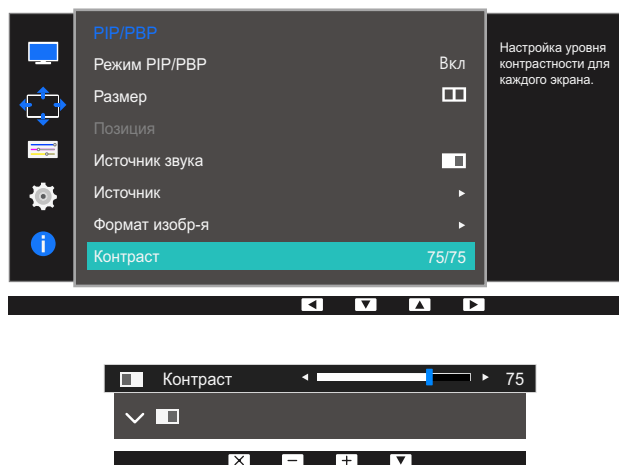 PIP/PBP
Режим PIP/PBP Вкл
Размер
Позиция
Источник звука
Источник
Формат изобр-я
Контраст 75/75
Настройка уровня
контрастности для
каждого экрана.
Контраст 75